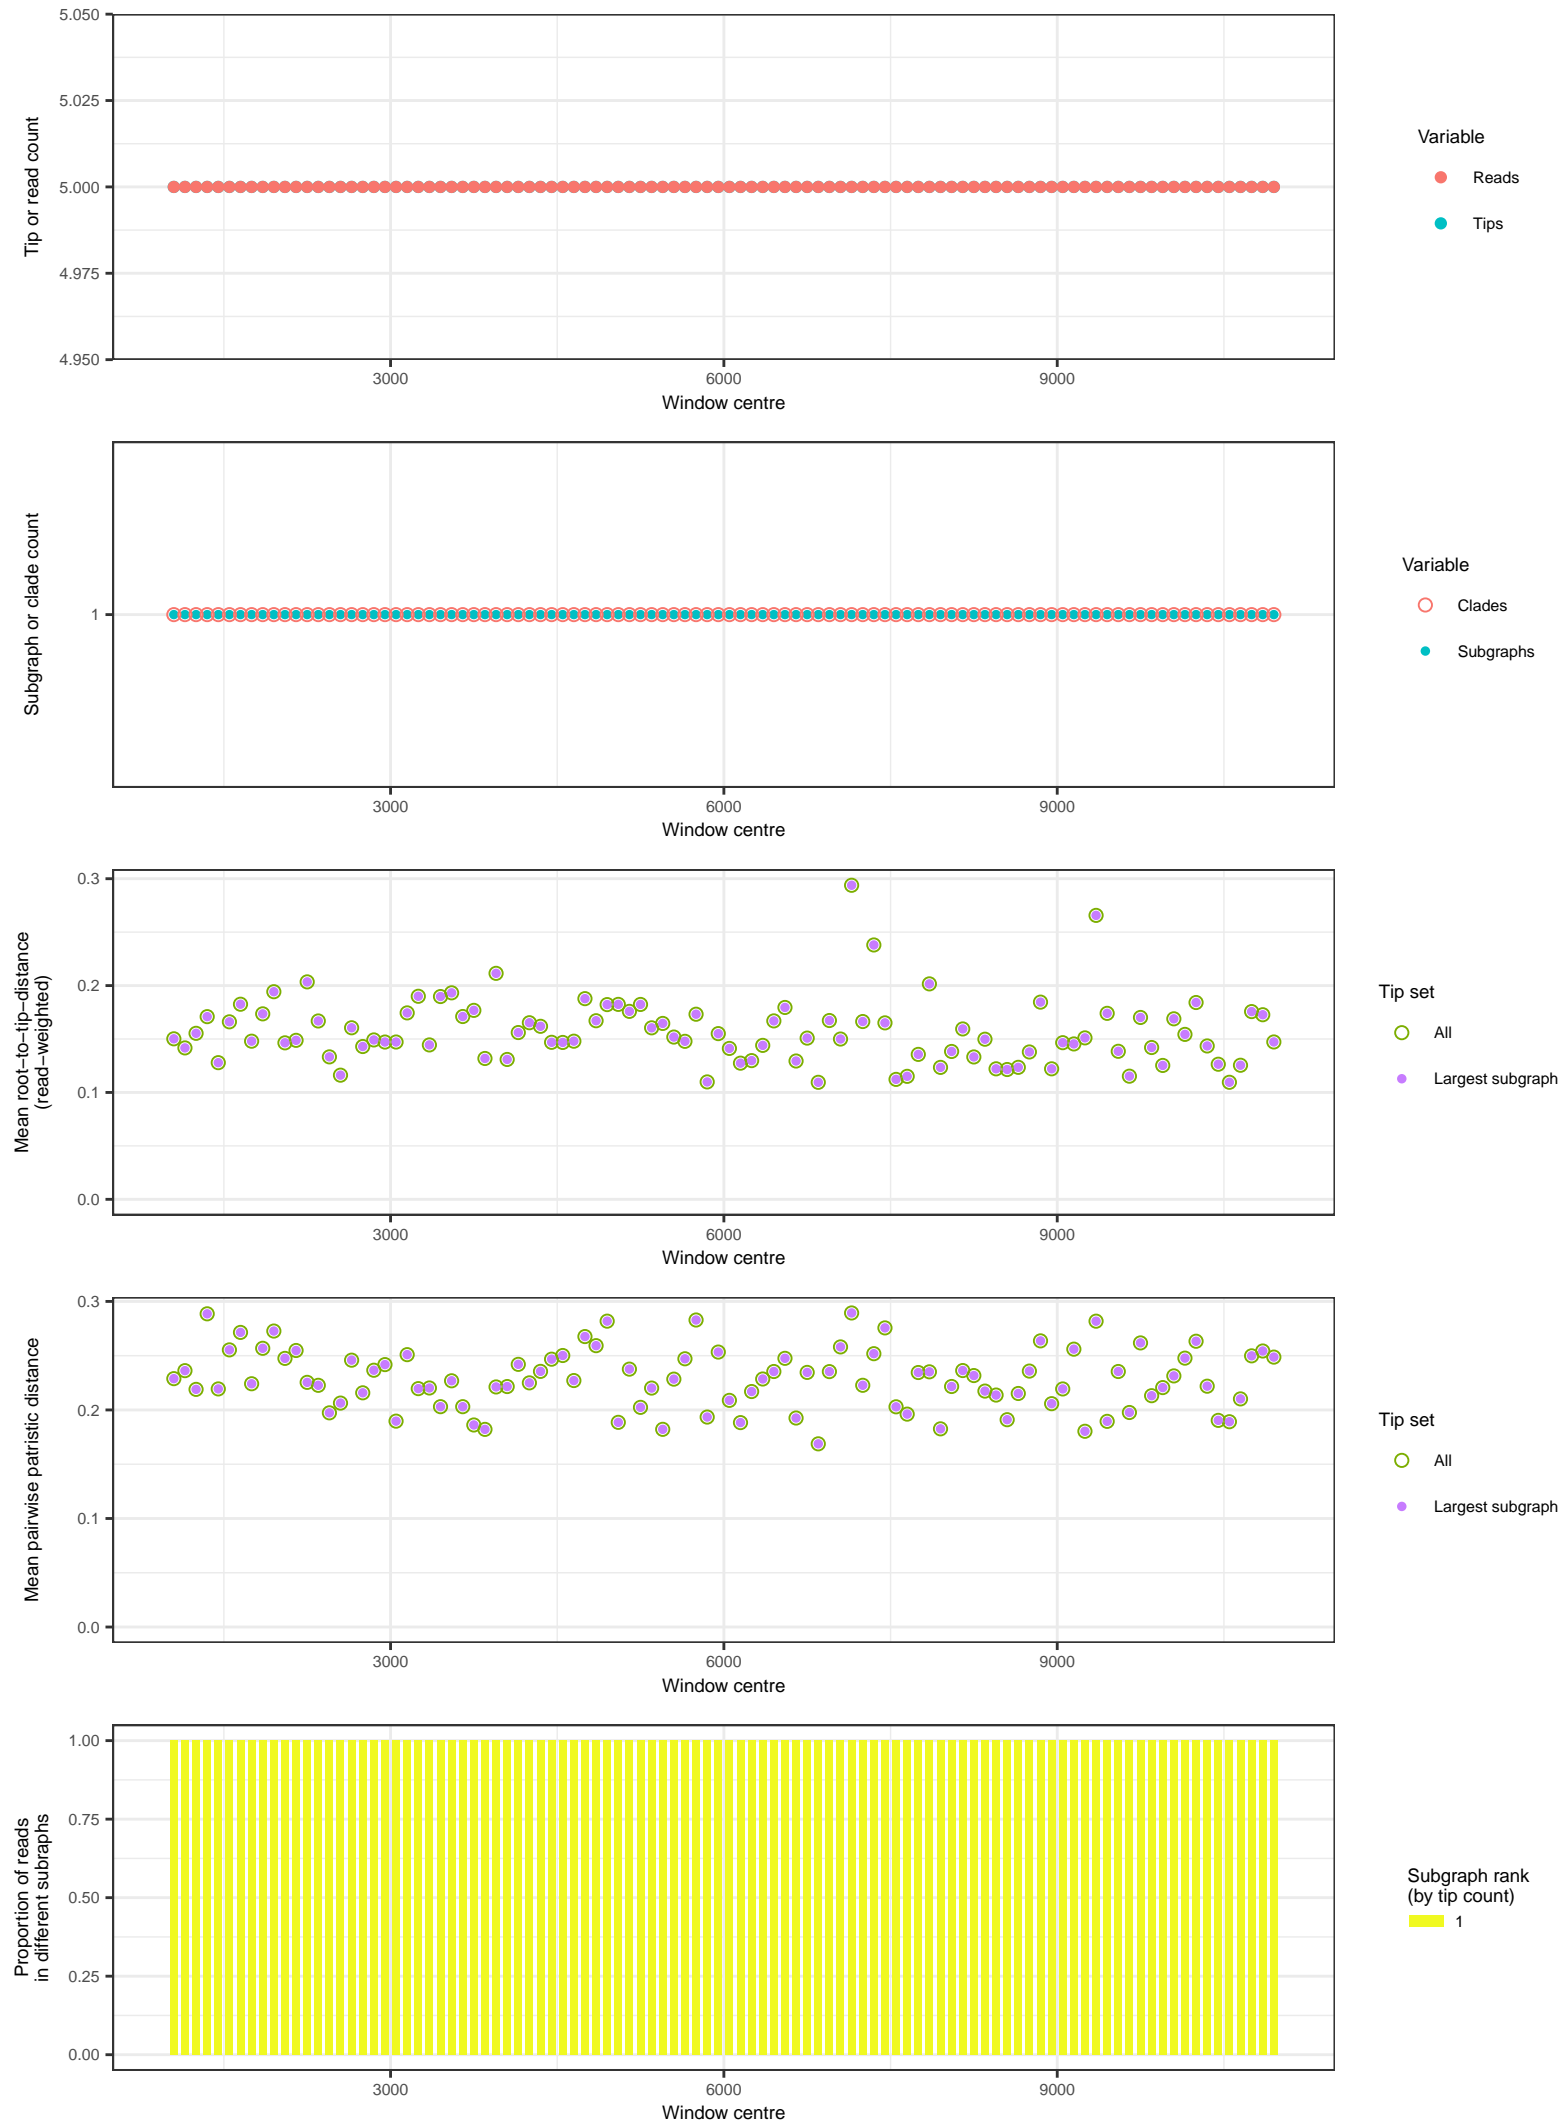 5.050
5.025
5.000
4.975
4.950
Tip or read count
3000
6000
9000
Window centre
Variable
Reads
Tips
1
Subgraph or clade count
3000
6000
9000
Window centre
Variable
Clades
Subgraphs
0.3
0.2
0.1
0.0
Mean root−to−tip−distance
(read−weighted)
3000
6000
9000
Window centre
Tip set
All
Largest subgraph
0.3
0.2
0.1
0.0
Mean pairwise patristic distance
3000
6000
9000
Window centre
Tip set
All
Largest subgraph
1.00
0.75
0.50
0.25
0.00
Proportion of reads
in different subraphs
3000
6000
9000
Window centre
Subgraph rank
(by tip count)
1